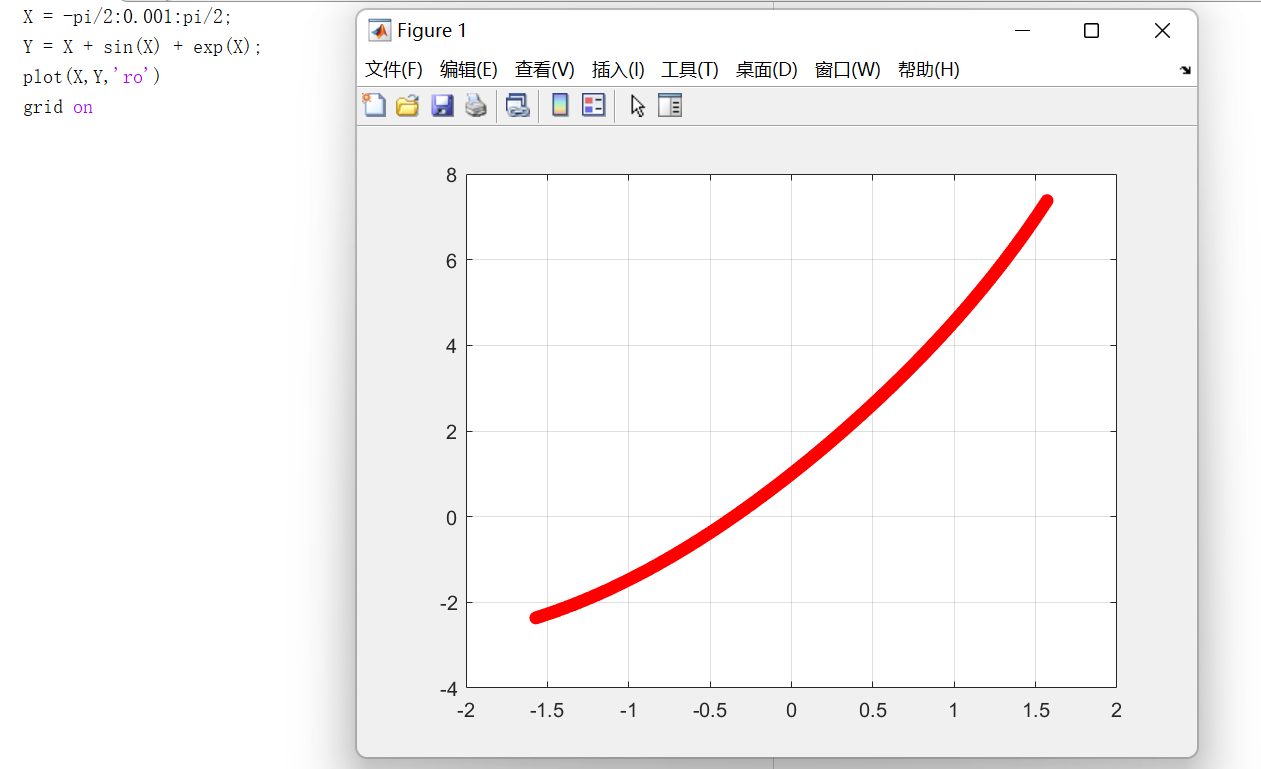 X = -pi/2:0.001:pi/2;
Y = X + sin(X) + exp(X);
plot(X,Y,'ro')
grid on
Figure 1
文件(F) 编辑(E) 查看(V) 插入(I) 工具(T) 桌面(D) 窗口(W) 帮助(H)
8
6
4
2
0
-2
-4
-2 -1.5 -1 -0.5 0 0.5 1 1.5 2